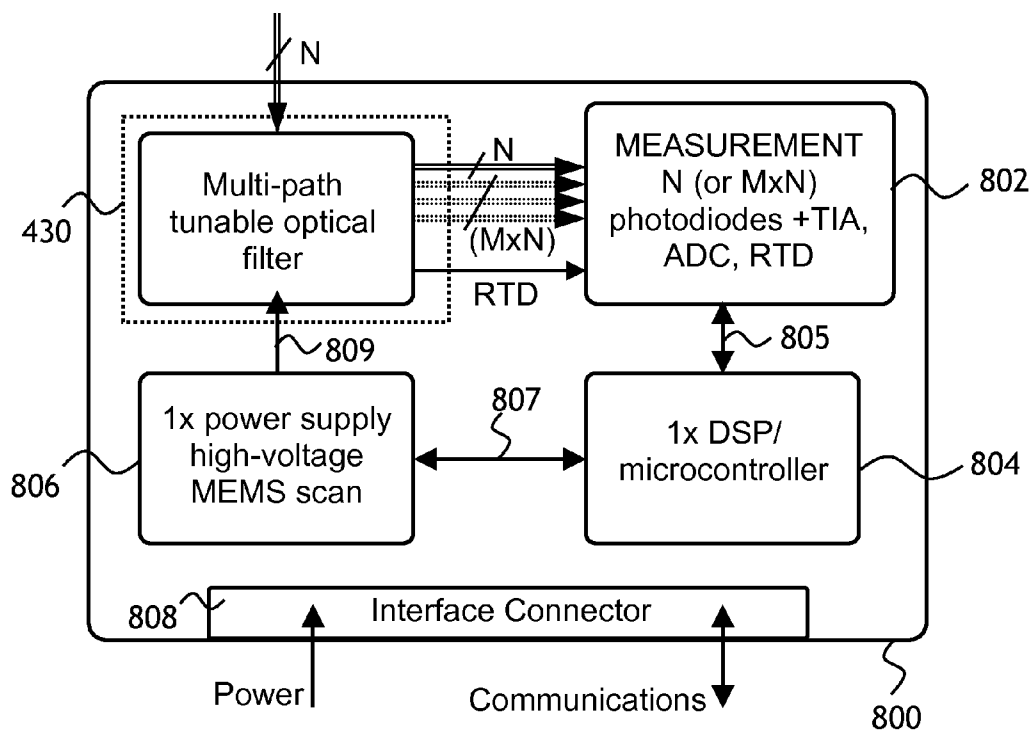 N
Multi-path
tunable optical
filter
430
N
(MxN)
RTD
MEASUREMENT
N (or MxN)
photodiodes +TIA,
ADC, RTD
802
809
805
1x power supply
high-voltage
MEMS scan
806
807
1x DSP/
microcontroller
804
808
Interface Connector
Power
Communications
800